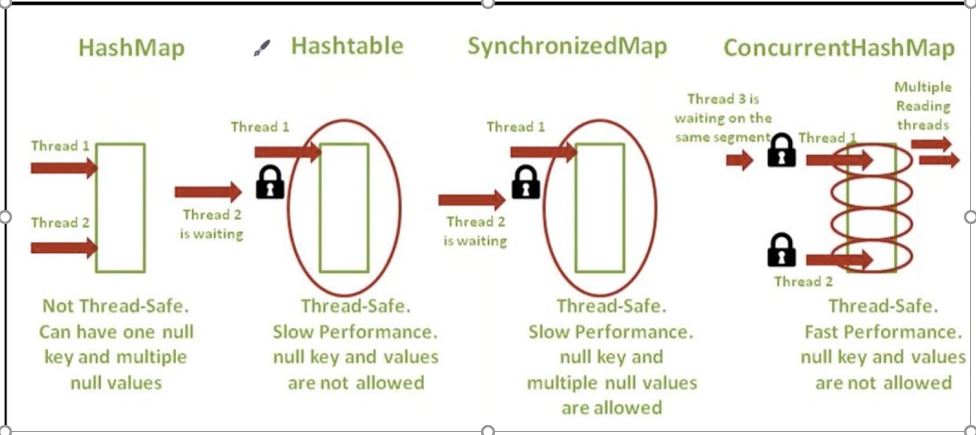 HashMap
Thread 1
Thread 2
Not Thread-Safe.
Can have one null
key and multiple
null values
Hashtable
Thread 1
Thread 2
is waiting
Thread-Safe.
Slow Performance.
null key and values
are not allowed
SynchronizedMap
Thread 1
Thread 2
is waiting
Thread-Safe.
Slow Performance.
null key and
multiple null values
are allowed
ConcurrentHashMap
Thread 3 is
waiting on the
same segment
Thread 1
Multiple
Reading
threads
Thread 2
Thread-Safe.
Fast Performance.
null key and values
are not allowed